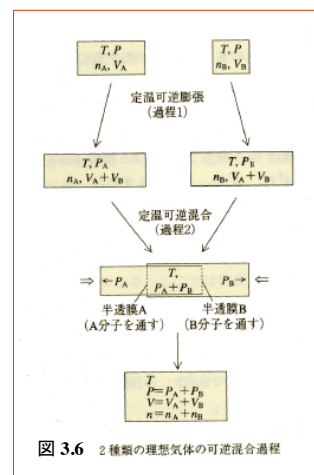 T, P
n_A, V_A
T, P
n_B, V_B
定温可逆膨張
(過程1)
T, P_A
n_A, V_A + V_B
T, P_B
n_B, V_A + V_B
定温可逆混合
(過程2)
⇒ ←P_A T, P_B→ ⇐
P_A + P_B
半透膜A 半透膜B
(A分子を通す) (B分子を通す)
T
P = P_A + P_B
V = V_A + V_B
n = n_A + n_B
図 3.6 2種類の理想気体の可逆混合過程